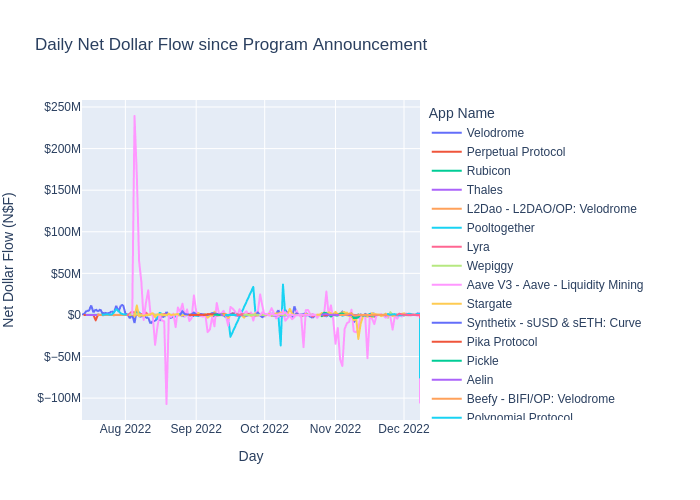 Daily Net Dollar Flow since Program Announcement
Net Dollar Flow (N$F)
$250M
$200M
$150M
$100M
$50M
$0
$−50M
$−100M
Aug 2022
Sep 2022
Oct 2022
Nov 2022
Dec 2022
Day
App Name
Velodrome
Perpetual Protocol
Rubicon
Thales
L2Dao - L2DAO/OP: Velodrome
Pooltogether
Lyra
Wepiggy
Aave V3 - Aave - Liquidity Mining
Stargate
Synthetix - sUSD & sETH: Curve
Pika Protocol
Pickle
Aelin
Beefy - BIFI/OP: Velodrome
Polynomial Protocol